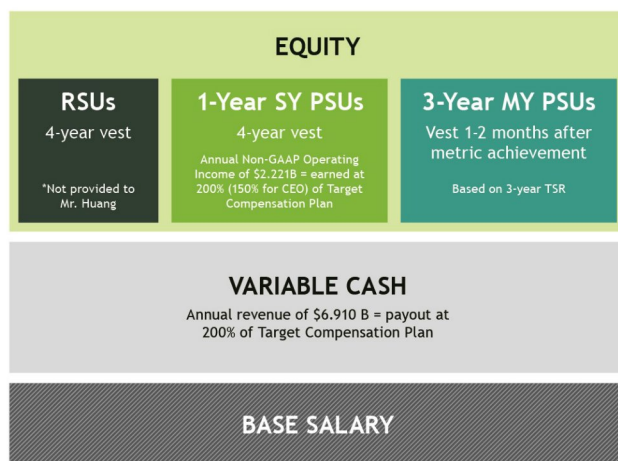 EQUITY
RSUs
4-year vest
*Not provided to
Mr. Huang
1-Year SY PSUs
4-year vest
Annual Non-GAAP Operating
Income of $2.221B = earned at
200% (150% for CEO) of Target
Compensation Plan
3-Year MY PSUs
Vest 1-2 months after
metric achievement
Based on 3-year TSR
VARIABLE CASH
Annual revenue of $6.910 B = payout at
200% of Target Compensation Plan
BASE SALARY